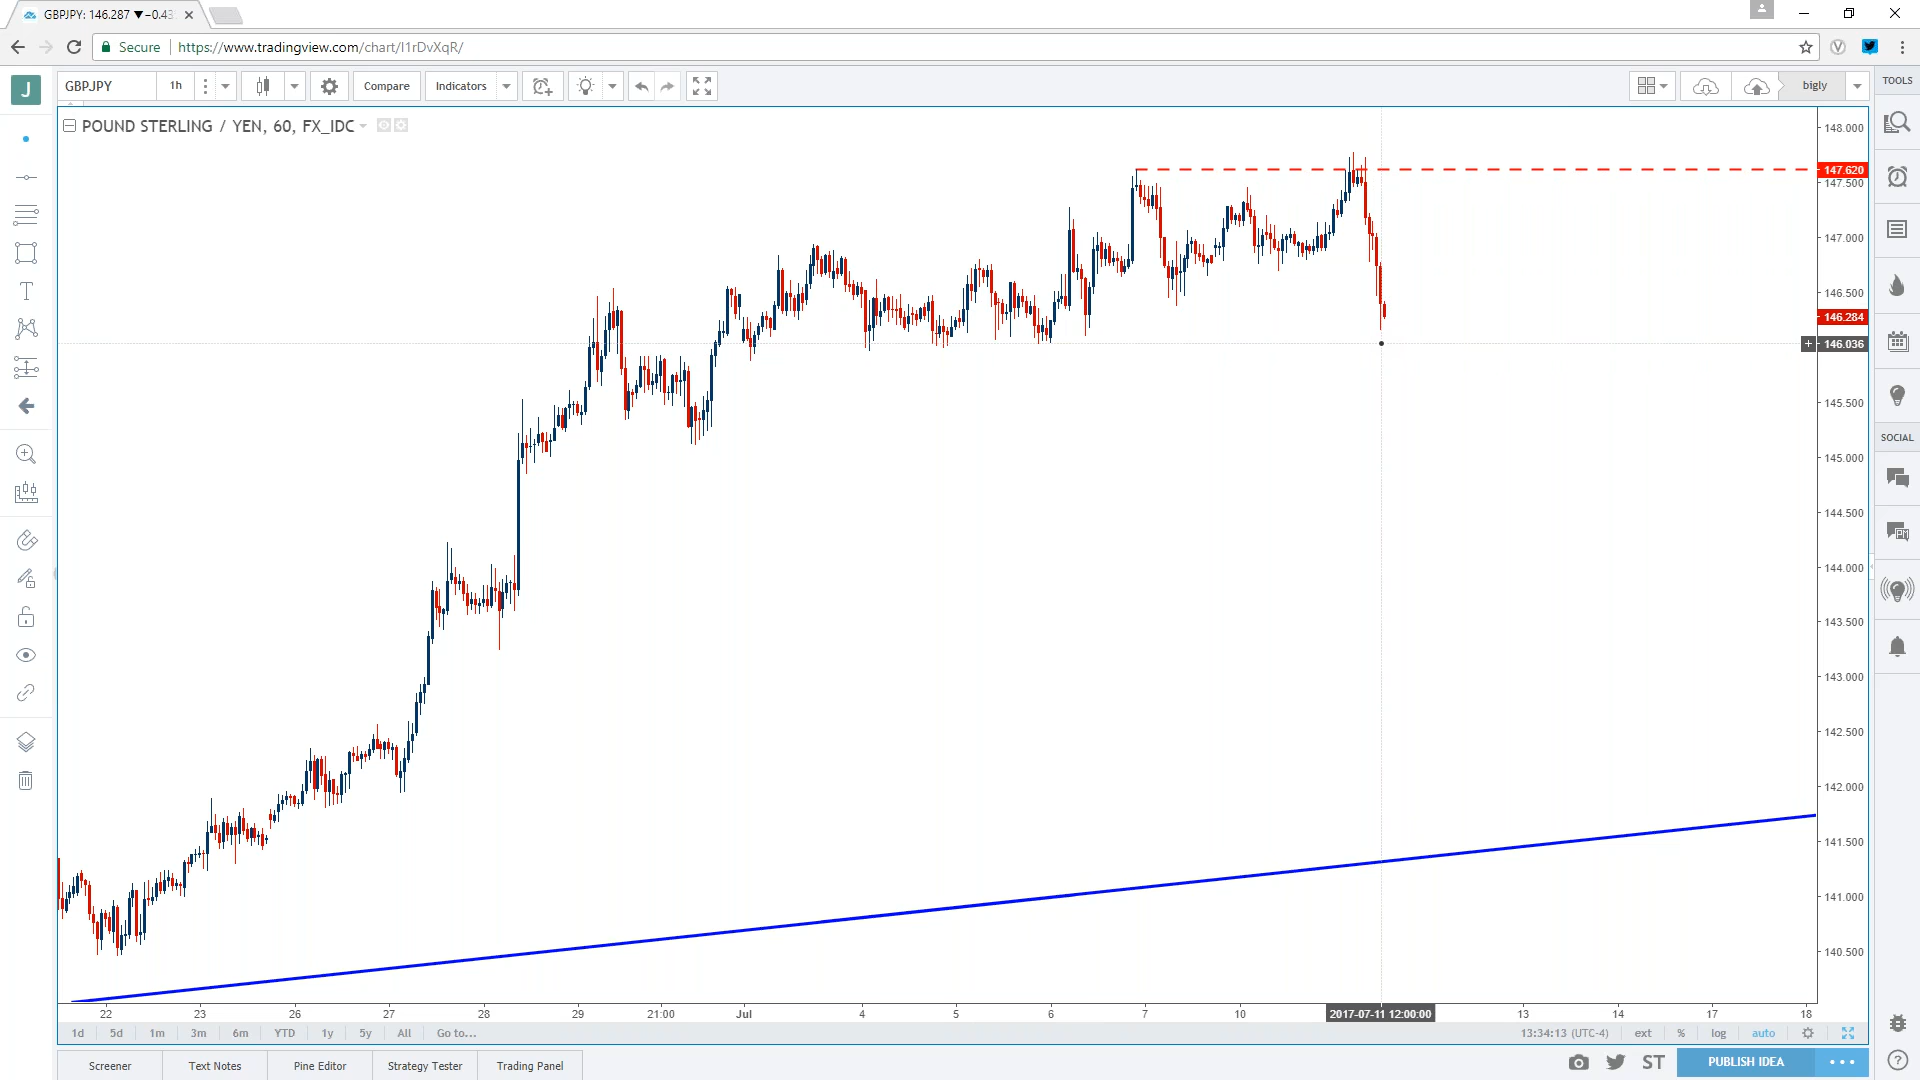 GBPJPY: 146.287 ▼−0.43
Secure
https://www.tradingview.com/chart/I1rDvXqR/
J
GBPJPY
1h
Compare
Indicators
bigly
TOOLS
POUND STERLING / YEN, 60, FX_IDC
148.000
147.620
147.500
147.000
146.500
146.284
+ 146.036
145.500
145.000
144.500
144.000
143.500
143.000
142.500
142.000
141.500
141.000
140.500
SOCIAL
PM
22 23 26 27 28 29 21:00 Jul 4 5 6 7 10 2017-07-11 12:00:00 13 14 17 18
1d 5d 1m 3m 6m YTD 1y 5y All Go to...
13:34:13 (UTC-4) ext % log auto
Screener Text Notes Pine Editor Strategy Tester Trading Panel
ST PUBLISH IDEA